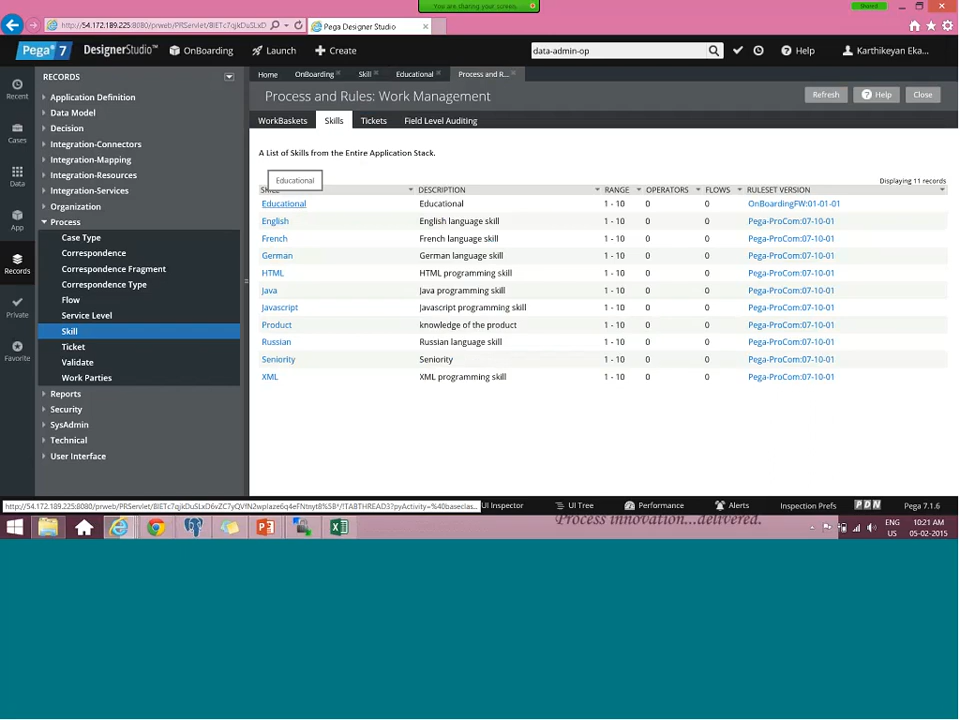 You are sharing your screen.
http://54.172.189.225:8080/prweb/PRServlet/BIETc7qjkDuSLxD
Pega Designer Studio
Pega 7 DesignerStudio™ OnBoarding Launch Create data-admin-op Help Karthikeyan Eka...
Recent
Cases
Data
App
Records
Private
Favorite
RECORDS
Application Definition
Data Model
Decision
Integration-Connectors
Integration-Mapping
Integration-Resources
Integration-Services
Organization
Process
Case Type
Correspondence
Correspondence Fragment
Correspondence Type
Flow
Service Level
Skill
Ticket
Validate
Work Parties
Reports
Security
SysAdmin
Technical
User Interface
Home OnBoarding Skill Educational Process and R...
Process and Rules: Work Management Refresh Help Close
WorkBaskets Skills Tickets Field Level Auditing
A List of Skills from the Entire Application Stack.
Educational
Displaying 11 records
SKILL DESCRIPTION RANGE OPERATORS FLOWS RULESET VERSION
Educational Educational 1 - 10 0 0 OnBoardingFW:01-01-01
English English language skill 1 - 10 0 0 Pega-ProCom:07-10-01
French French language skill 1 - 10 0 0 Pega-ProCom:07-10-01
German German language skill 1 - 10 0 0 Pega-ProCom:07-10-01
HTML HTML programming skill 1 - 10 0 0 Pega-ProCom:07-10-01
Java Java programming skill 1 - 10 0 0 Pega-ProCom:07-10-01
Javascript Javascript programming skill 1 - 10 0 0 Pega-ProCom:07-10-01
Product knowledge of the product 1 - 10 0 0 Pega-ProCom:07-10-01
Russian Russian language skill 1 - 10 0 0 Pega-ProCom:07-10-01
Seniority Seniority 1 - 10 0 0 Pega-ProCom:07-10-01
XML XML programming skill 1 - 10 0 0 Pega-ProCom:07-10-01
UI Inspector UI Tree Performance Alerts Inspection Prefs PDN Pega 7.1.6
Process innovation...delivered.
ENG 10:21 AM
US 05-02-2015